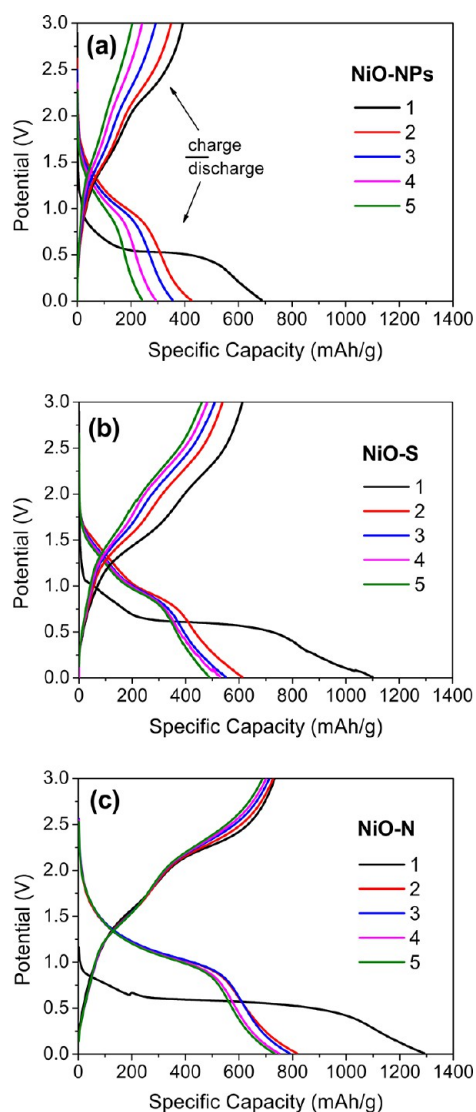 3.0
2.5
2.0
1.5
1.0
0.5
0.0
Potential (V)
(a)
NiO-NPs
1
2
3
4
5
charge
discharge
0 200 400 600 800 1000 1200 1400
Specific Capacity (mAh/g)
3.0
2.5
2.0
1.5
1.0
0.5
0.0
Potential (V)
(b)
NiO-S
1
2
3
4
5
0 200 400 600 800 1000 1200 1400
Specific Capacity (mAh/g)
3.0
2.5
2.0
1.5
1.0
0.5
0.0
Potential (V)
(c)
NiO-N
1
2
3
4
5
0 200 400 600 800 1000 1200 1400
Specific Capacity (mAh/g)